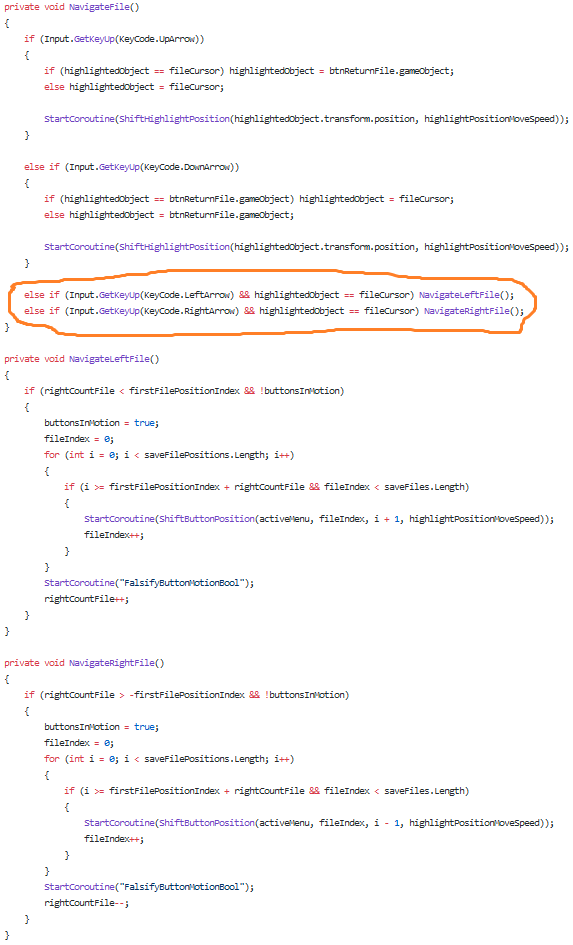 private void NavigateFile()
{
if (Input.GetKeyUp(KeyCode.UpArrow))
{
if (highlightedObject == fileCursor) highlightedObject = btnReturnFile.gameObject;
else highlightedObject = fileCursor;
StartCoroutine(ShiftHighlightPosition(highlightedObject.transform.position, highlightPositionMoveSpeed));
}
else if (Input.GetKeyUp(KeyCode.DownArrow))
{
if (highlightedObject == btnReturnFile.gameObject) highlightedObject = fileCursor;
else highlightedObject = btnReturnFile.gameObject;
StartCoroutine(ShiftHighlightPosition(highlightedObject.transform.position, highlightPositionMoveSpeed));
}
else if (Input.GetKeyUp(KeyCode.LeftArrow) && highlightedObject == fileCursor) NavigateLeftFile();
else if (Input.GetKeyUp(KeyCode.RightArrow) && highlightedObject == fileCursor) NavigateRightFile();
}
private void NavigateLeftFile()
{
if (rightCountFile < firstFilePositionIndex && !buttonsInMotion)
{
buttonsInMotion = true;
fileIndex = 0;
for (int i = 0; i < saveFilePositions.Length; i++)
{
if (i >= firstFilePositionIndex + rightCountFile && fileIndex < saveFiles.Length)
{
StartCoroutine(ShiftButtonPosition(activeMenu, fileIndex, i + 1, highlightPositionMoveSpeed));
fileIndex++;
}
}
StartCoroutine("FalsifyButtonMotionBool");
rightCountFile++;
}
}
private void NavigateRightFile()
{
if (rightCountFile > -firstFilePositionIndex && !buttonsInMotion)
{
buttonsInMotion = true;
fileIndex = 0;
for (int i = 0; i < saveFilePositions.Length; i++)
{
if (i >= firstFilePositionIndex + rightCountFile && fileIndex < saveFiles.Length)
{
StartCoroutine(ShiftButtonPosition(activeMenu, fileIndex, i - 1, highlightPositionMoveSpeed));
fileIndex++;
}
}
StartCoroutine("FalsifyButtonMotionBool");
rightCountFile--;
}
}